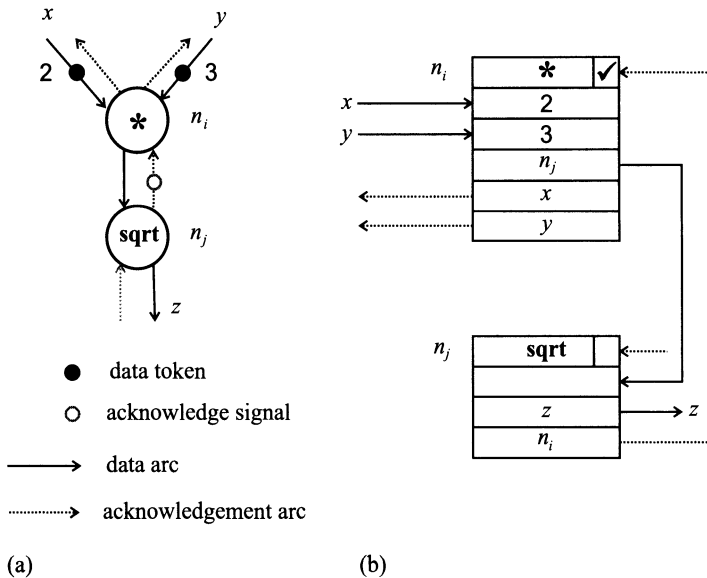 x
y
2
3
*
n_i
sqrt
n_j
z
data token
acknowledge signal
data arc
acknowledgement arc
(a)
n_i
*
✓
x
2
y
3
n_j
x
y
n_j
sqrt
z
z
n_i
(b)